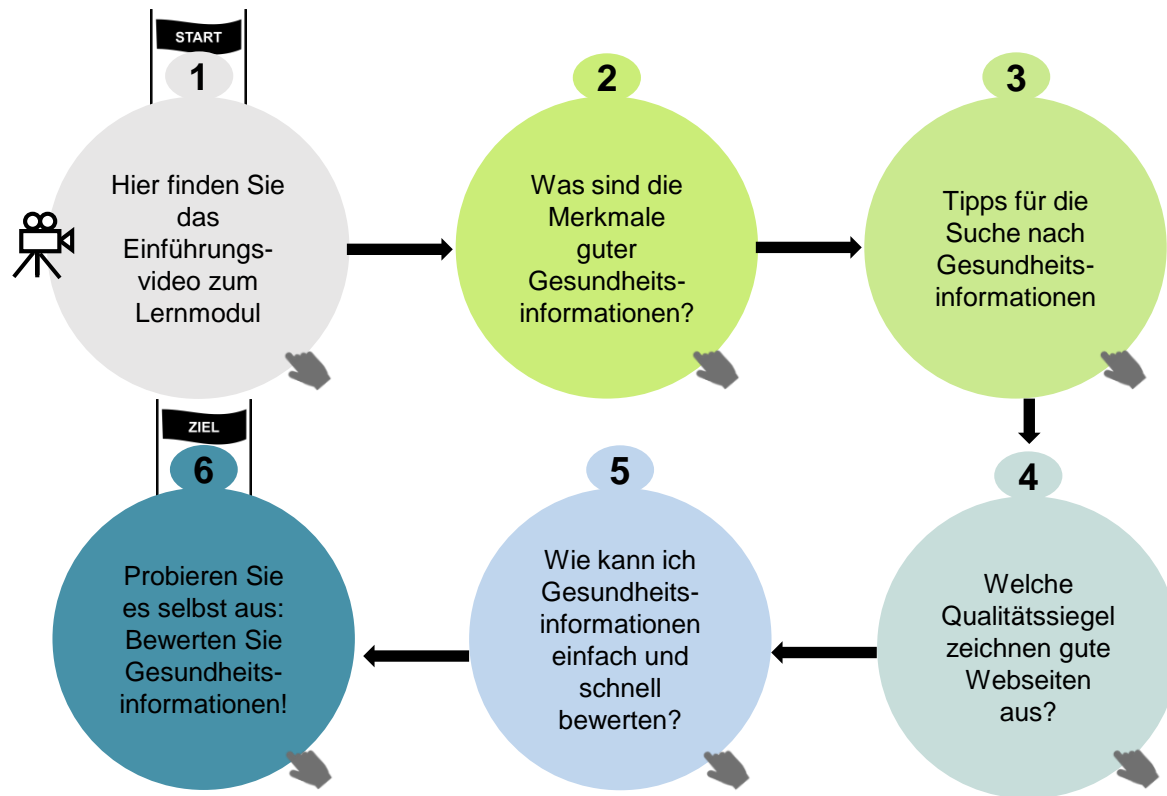 START
1
Hier finden Sie
das
Einführungs-
video zum
Lernmodul
2
Was sind die
Merkmale
guter
Gesundheits-
informationen?
3
Tipps für die
Suche nach
Gesundheits-
informationen
4
Welche
Qualitätssiegel
zeichnen gute
Webseiten
aus?
5
Wie kann ich
Gesundheits-
informationen
einfach und
schnell
bewerten?
ZIEL
6
Probieren Sie
es selbst aus:
Bewerten Sie
Gesundheits-
informationen!